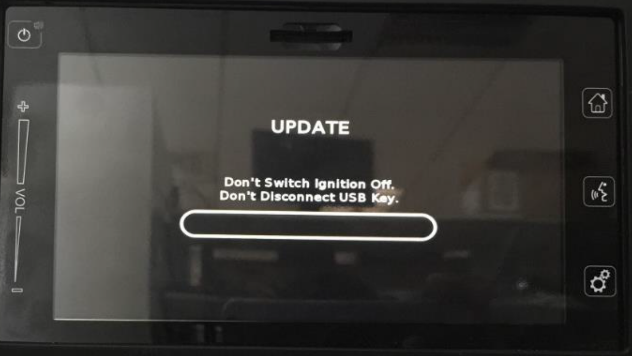 UPDATE
Don't Switch Ignition Off.
Don't Disconnect USB Key.
VOL